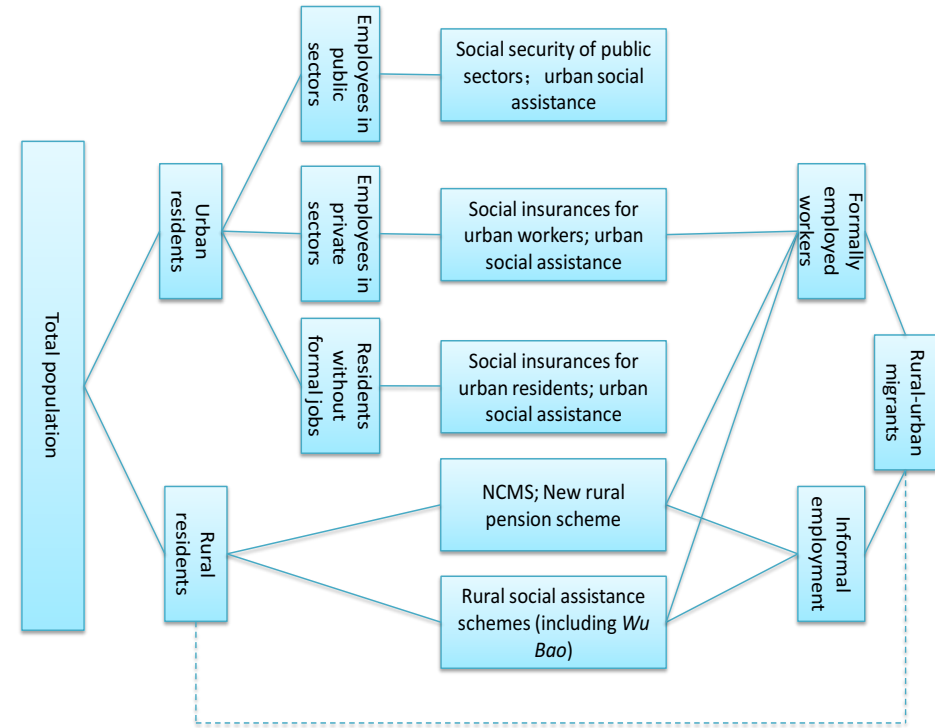 Total population
Urban
residents
Rural
residents
Employees in
public
sectors
Employees in
private
sectors
Residents
without
formal jobs
Social security of public
sectors；urban social
assistance
Social insurances for
urban workers; urban
social assistance
Social insurances for
urban residents; urban
social assistance
NCMS; New rural
pension scheme
Rural social assistance
schemes (including Wu
Bao)
Formally
employed
workers
Informal
employment
Rural-urban
migrants